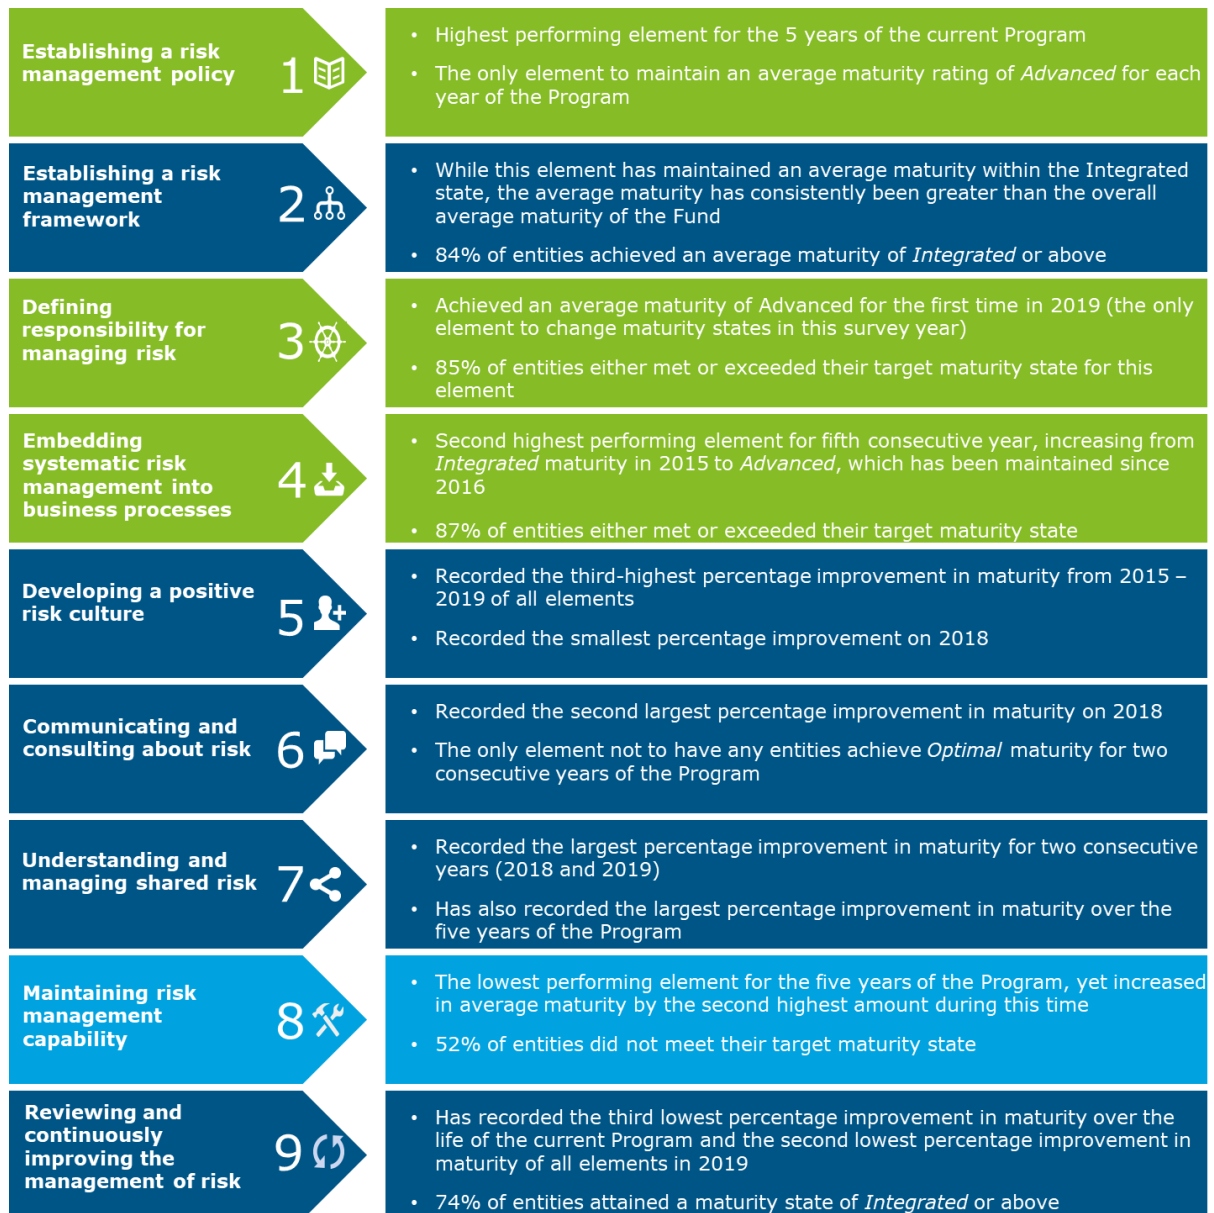 Establishing a risk
management policy
1
• Highest performing element for the 5 years of the current Program
• The only element to maintain an average maturity rating of Advanced for each
year of the Program
Establishing a risk
management
framework
2
• While this element has maintained an average maturity within the Integrated
state, the average maturity has consistently been greater than the overall
average maturity of the Fund
• 84% of entities achieved an average maturity of Integrated or above
Defining
responsibility for
managing risk
3
• Achieved an average maturity of Advanced for the first time in 2019 (the only
element to change maturity states in this survey year)
• 85% of entities either met or exceeded their target maturity state for this
element
Embedding
systematic risk
management into
business processes
4
• Second highest performing element for fifth consecutive year, increasing from
Integrated maturity in 2015 to Advanced, which has been maintained since
2016
• 87% of entities either met or exceeded their target maturity state
Developing a positive
risk culture
5
• Recorded the third-highest percentage improvement in maturity from 2015 –
2019 of all elements
• Recorded the smallest percentage improvement on 2018
Communicating and
consulting about risk
6
• Recorded the second largest percentage improvement in maturity on 2018
• The only element not to have any entities achieve Optimal maturity for two
consecutive years of the Program
Understanding and
managing shared risk
7
• Recorded the largest percentage improvement in maturity for two consecutive
years (2018 and 2019)
• Has also recorded the largest percentage improvement in maturity over the
five years of the Program
Maintaining risk
management
capability
8
• The lowest performing element for the five years of the Program, yet increased
in average maturity by the second highest amount during this time
• 52% of entities did not meet their target maturity state
Reviewing and
continuously
improving the
management of risk
9
• Has recorded the third lowest percentage improvement in maturity over the
life of the current Program and the second lowest percentage improvement in
maturity of all elements in 2019
• 74% of entities attained a maturity state of Integrated or above